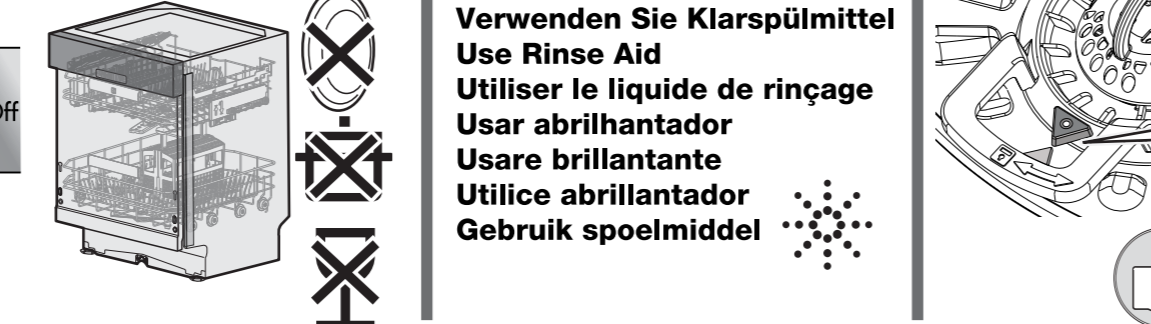 ff
Verwenden Sie Klarspülmittel
Use Rinse Aid
Utiliser le liquide de rinçage
Usar abrilhantador
Usare brillantante
Utilice abrillantador
Gebruik spoelmiddel